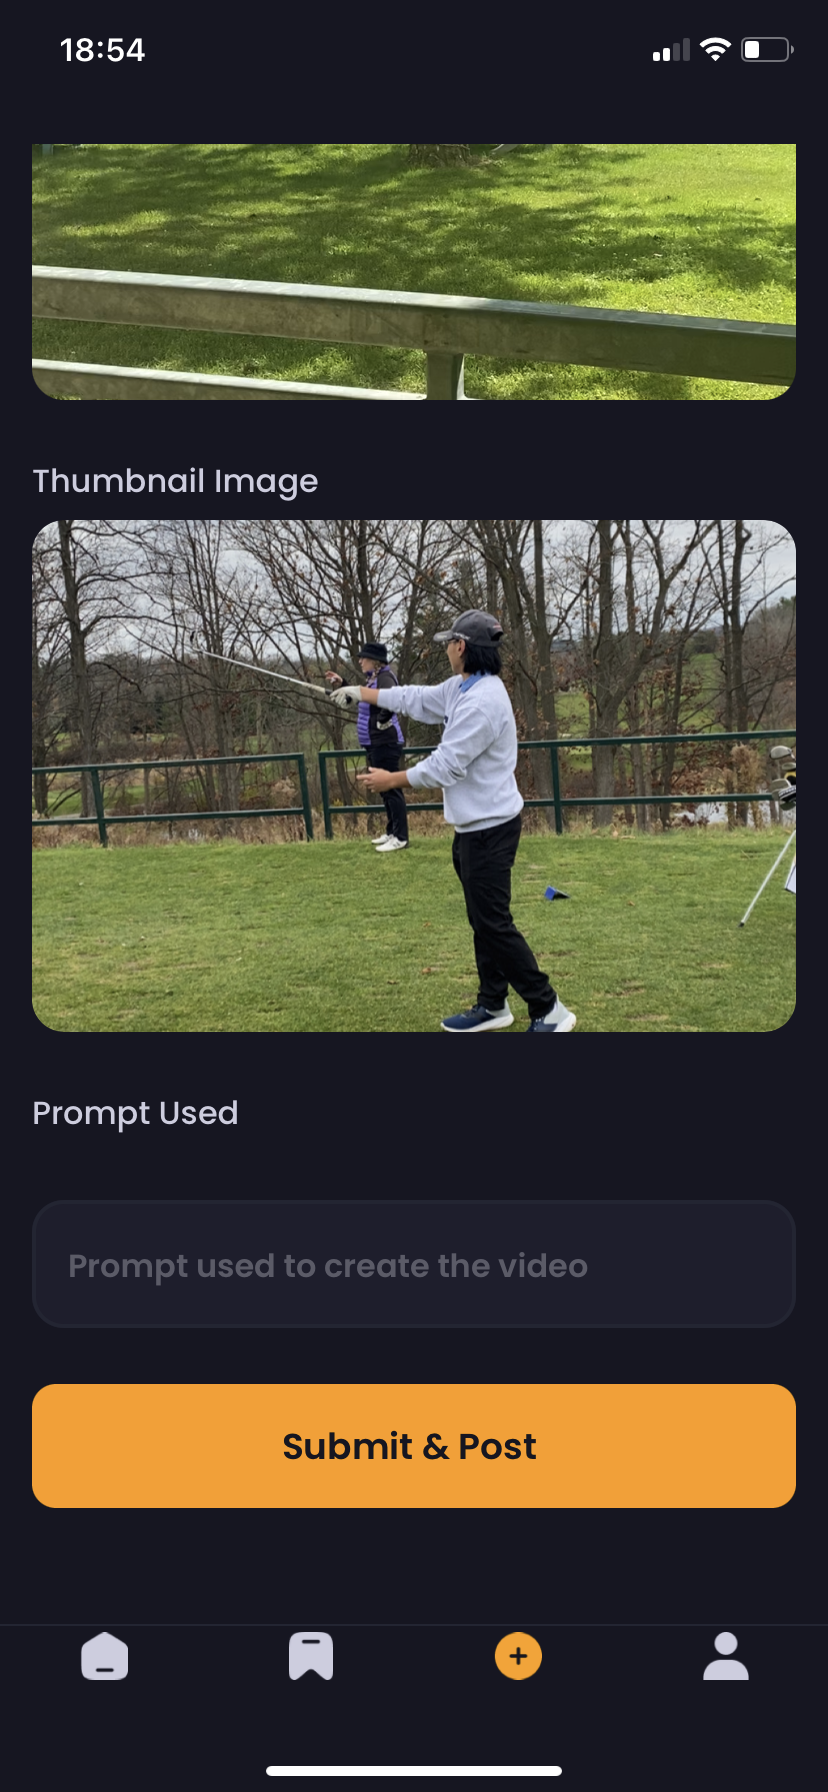 18:54
Thumbnail Image
Prompt Used
Prompt used to create the video
Submit & Post